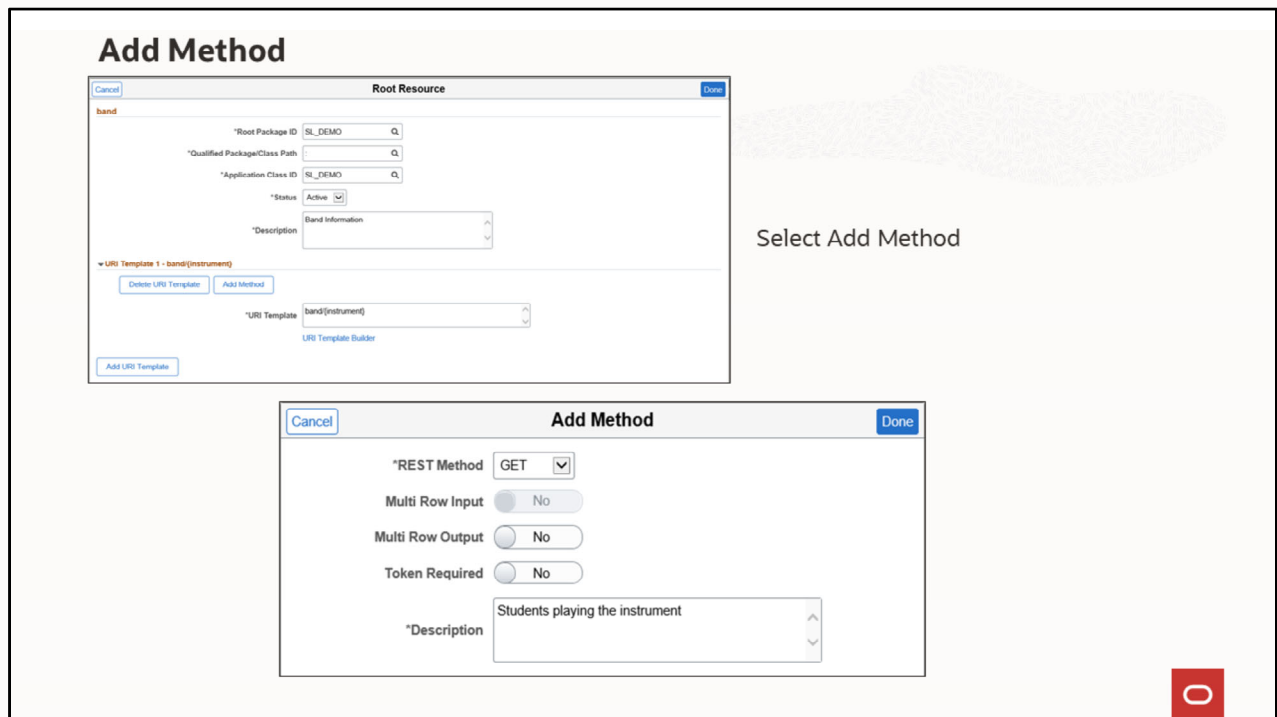 Add Method
Cancel Root Resource Done
band
*Root Package ID SL_DEMO
*Qualified Package/Class Path :
*Application Class ID SL_DEMO
*Status Active
*Description Band Information
Select Add Method
URI Template 1 - band/{instrument}
Delete URI Template Add Method
*URI Template band/{instrument}
URI Template Builder
Add URI Template
Cancel Add Method Done
*REST Method GET
Multi Row Input No
Multi Row Output No
Token Required No
*Description Students playing the instrument